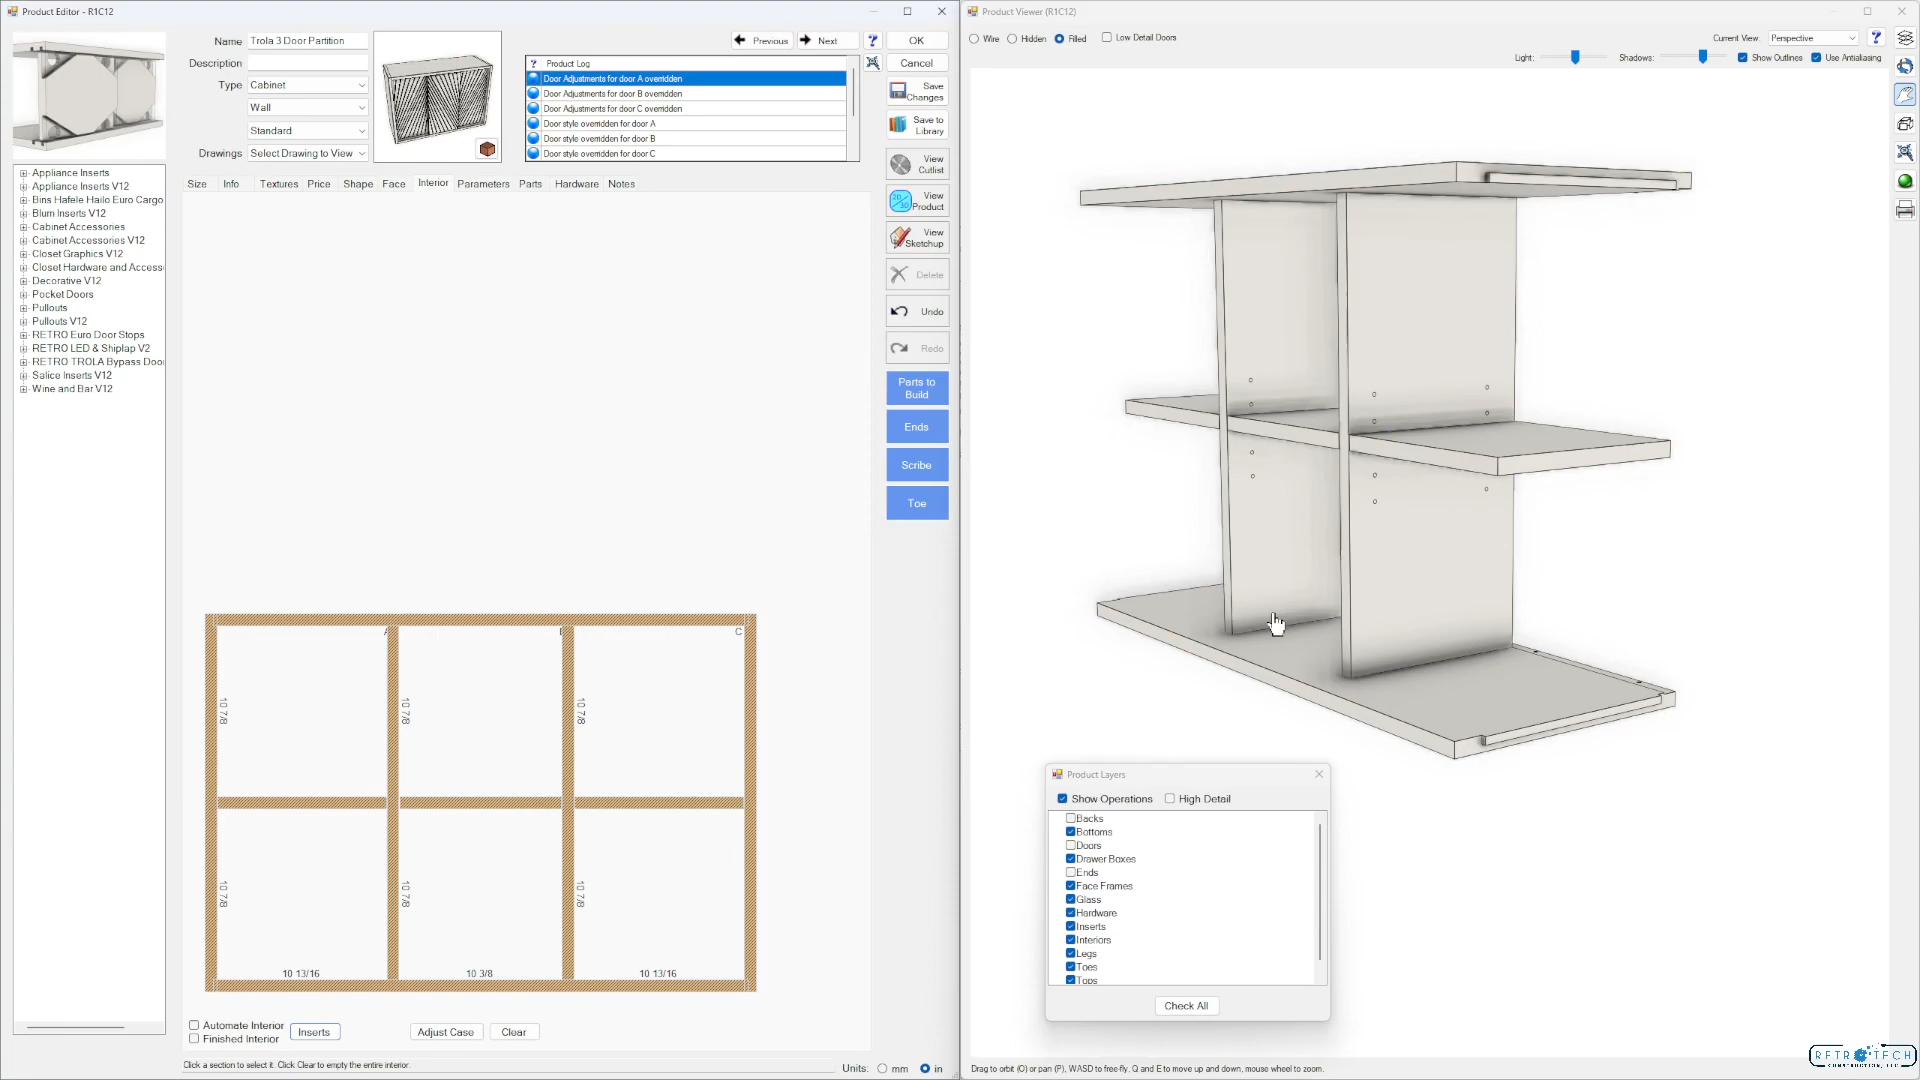 Product Editor - R1C12
Name
Trola 3 Door Partition
Description
Type
Cabinet
Wall
Standard
Drawings
Select Drawing to View
Previous
Next
?
OK
Cancel
? Product Log
Door Adjustments for door A overridden
Door Adjustments for door B overridden
Door Adjustments for door C overridden
Door style overridden for door A
Door style overridden for door B
Door style overridden for door C
Save Changes
Save to Library
View Cutlist
View Product
View Sketchup
Delete
Undo
Redo
Parts to Build
Ends
Scribe
Toe
Appliance Inserts
Appliance Inserts V12
Bins Hafele Hailo Euro Cargo
Blum Inserts V12
Cabinet Accessories
Cabinet Accessories V12
Closet Graphics V12
Closet Hardware and Access
Decorative V12
Pocket Doors
Pullouts
Pullouts V12
RETRO Euro Door Stops
RETRO LED & Shiplap V2
RETRO TROLA Bypass Doo
Salice Inserts V12
Wine and Bar V12
Size Info Textures Price Shape Face Interior Parameters Parts Hardware Notes
C
10 7/8
10 7/8
10 7/8
10 7/8
10 7/8
10 7/8
10 13/16
10 3/8
10 13/16
Automate Interior
Finished Interior
Inserts
Adjust Case
Clear
Click a section to select it. Click Clear to empty the entire interior.
Units: mm in
Product Viewer (R1C12)
Wire Hidden Filled Low Detail Doors
Current View: Perspective ?
Light: Shadows: Show Outlines Use Antialiasing
Product Layers
Show Operations High Detail
Backs
Bottoms
Doors
Drawer Boxes
Ends
Face Frames
Glass
Hardware
Inserts
Interiors
Legs
Toes
Tops
Check All
Drag to orbit (O) or pan (P), WASD to free-fly, Q and E to move up and down, mouse wheel to zoom.
RETROTECH